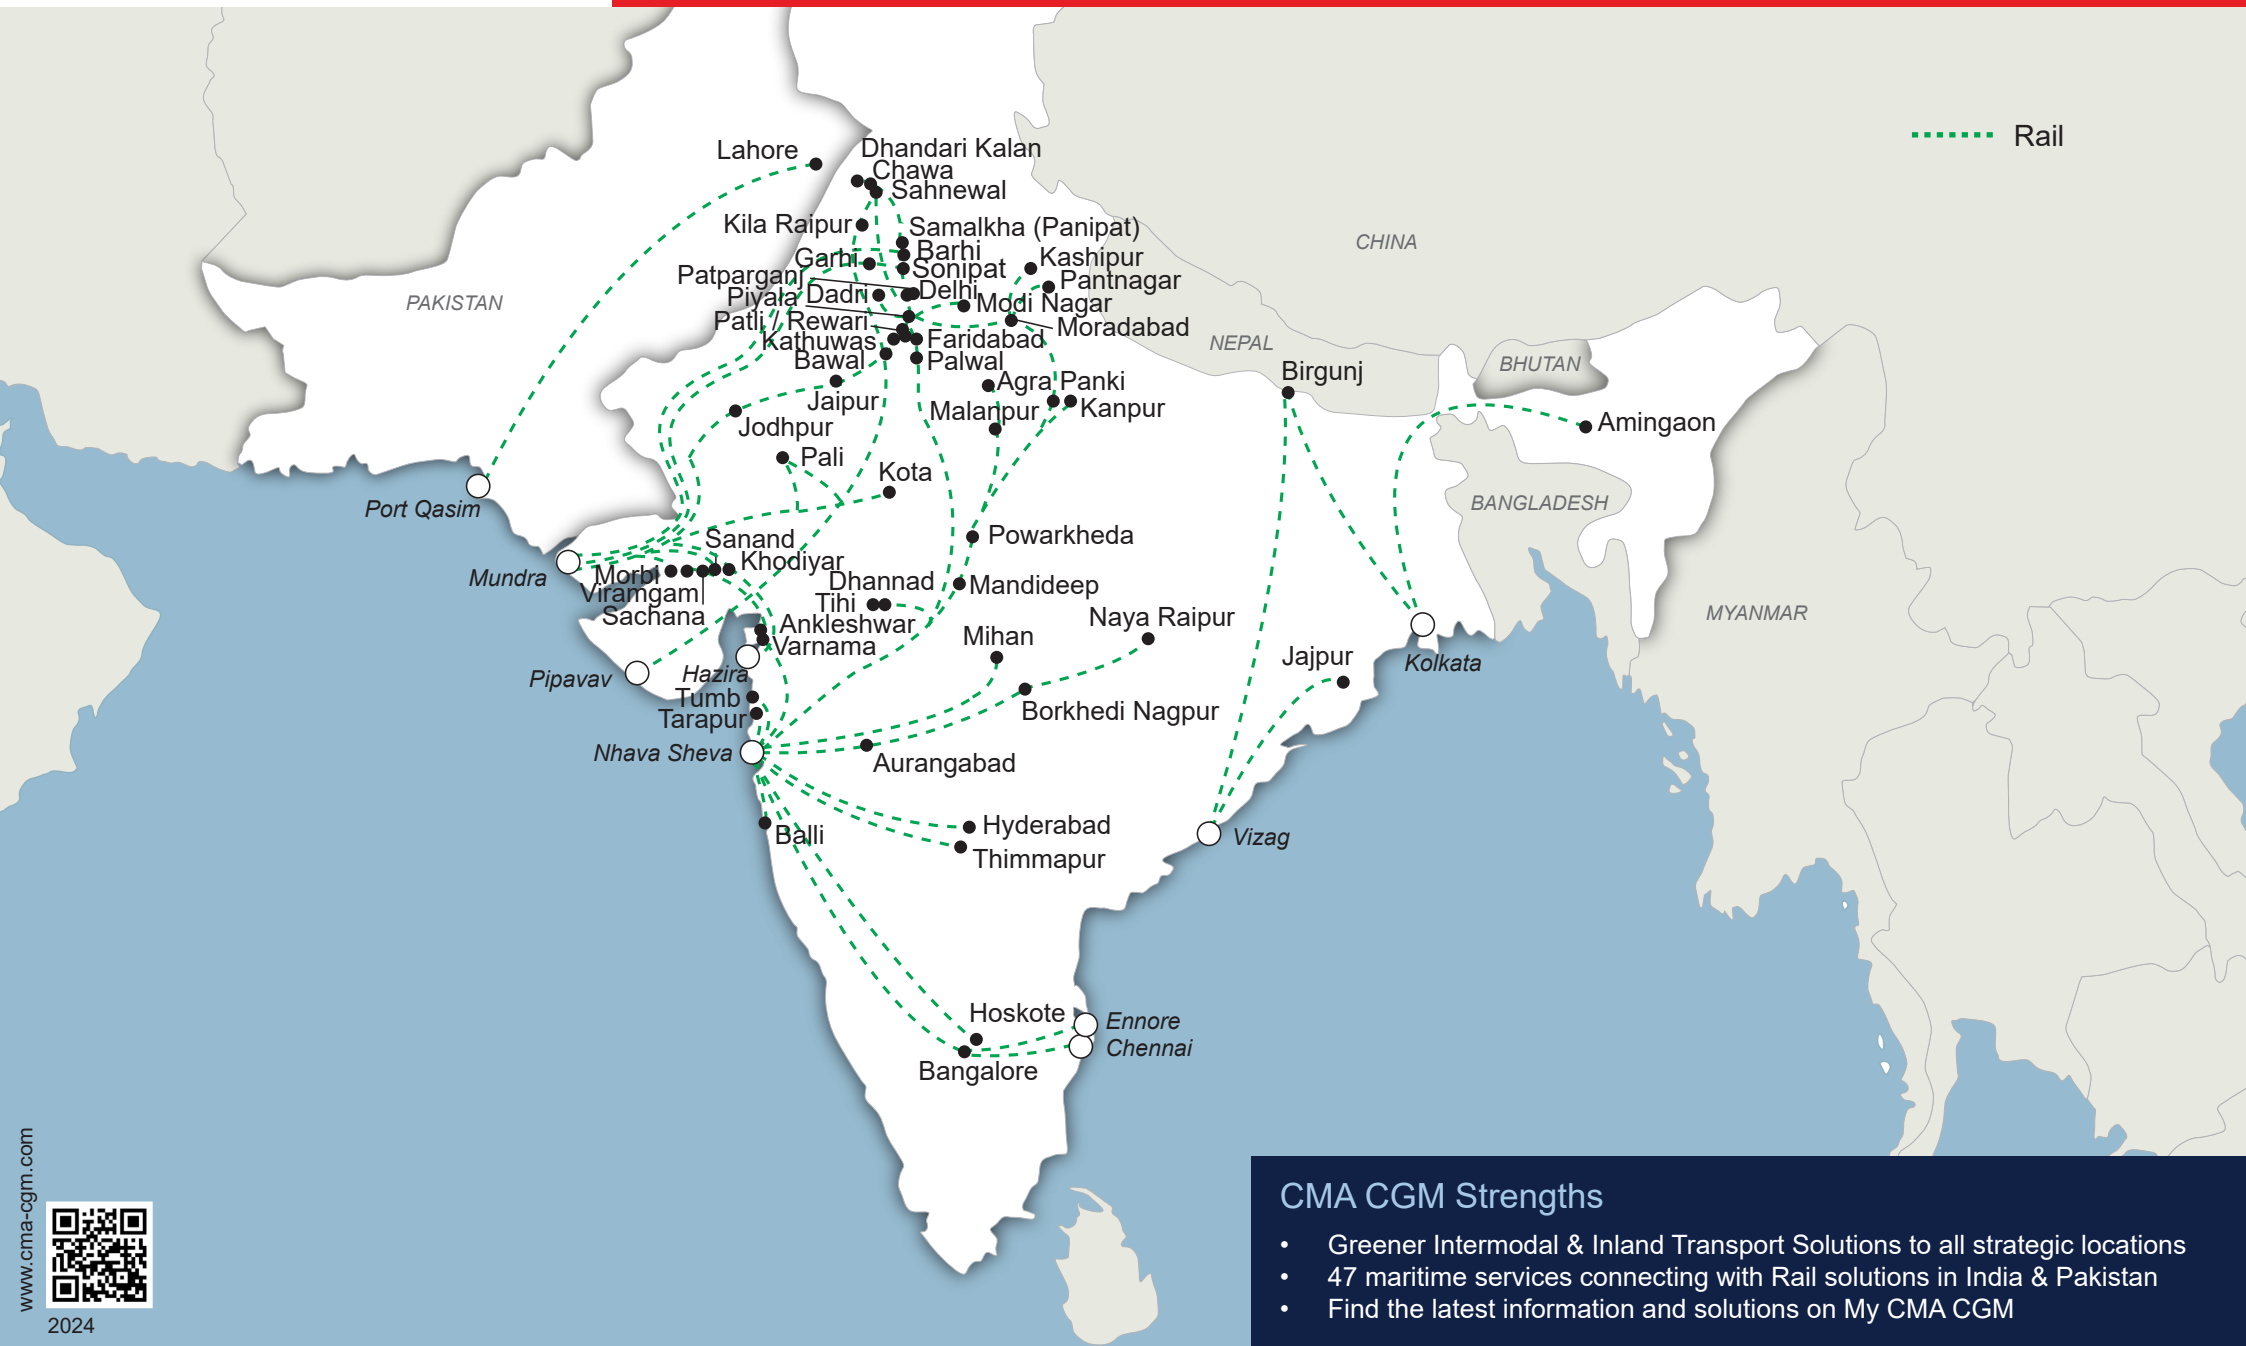 Rail
Lahore
Dhandari Kalan
Chawa
Sahnewal
Kila Raipur
Samalkha (Panipat)
CHINA
Barhi
Garhi
Kashipur
Sonipat
Patparganj
Pantnagar
Delhi
Piyala
Dadri
Modi Nagar
PAKISTAN
Patli / Rewari
Moradabad
Kathuwas
Faridabad
NEPAL
Bawal
Palwal
BHUTAN
Birgunj
Agra
Panki
Jaipur
Malanpur
Kanpur
Jodhpur
Amingaon
Pali
Kota
BANGLADESH
Port Qasim
Sanand
Powarkheda
Khodiyar
Mundra
Morbi
Dhannad
Mandideep
Viramgam
Tihi
Sachana
MYANMAR
Ankleshwar
Naya Raipur
Mihan
Varnama
Jajpur
Kolkata
Hazira
Pipavav
Tumb
Tarapur
Borkhedi Nagpur
Nhava Sheva
Aurangabad
Hyderabad
Balli
Vizag
Thimmapur
Hoskote
Ennore
Chennai
Bangalore
www.cma-cgm.com
2024
CMA CGM Strengths
• Greener Intermodal & Inland Transport Solutions to all strategic locations
• 47 maritime services connecting with Rail solutions in India & Pakistan
• Find the latest information and solutions on My CMA CGM